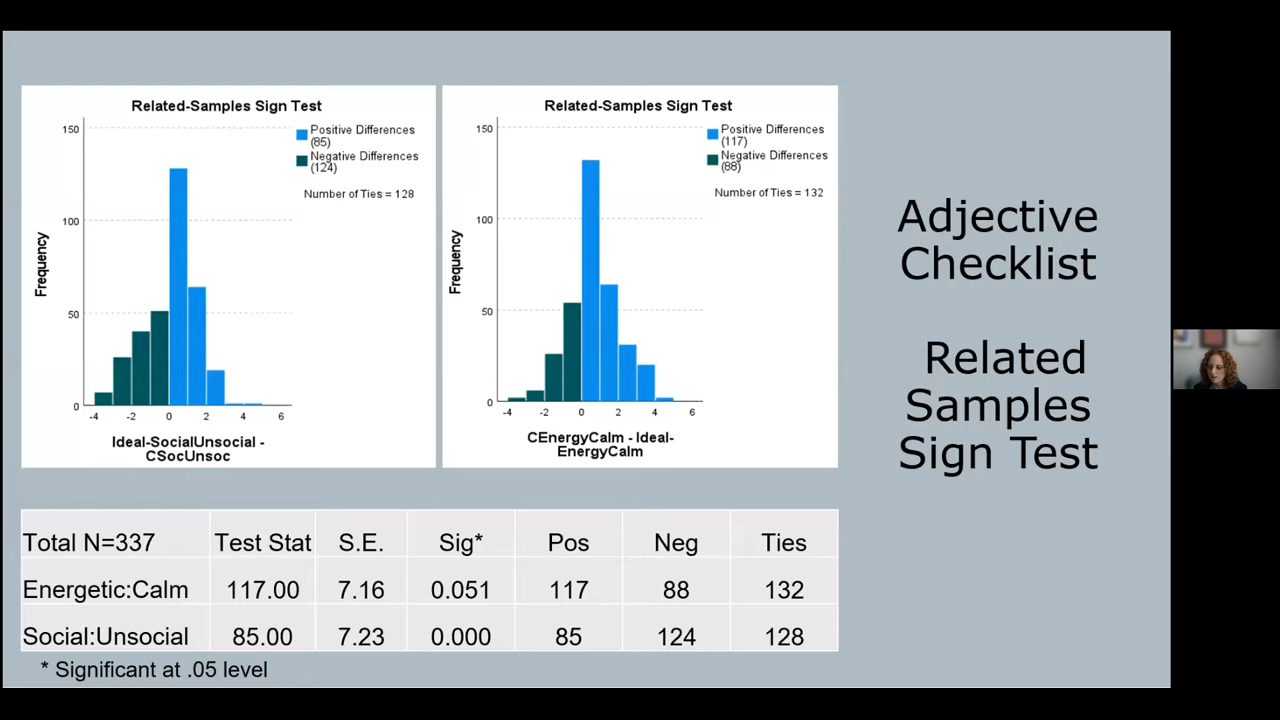 Related-Samples Sign Test
150
100
50
0
Frequency
-4 -2 0 2 4 6
Positive Differences
(85)
Negative Differences
(124)
Number of Ties = 128
Ideal-SocialUnsocial -
CSocUnsoc
Related-Samples Sign Test
150
100
50
0
Frequency
-4 -2 0 2 4 6
Positive Differences
(117)
Negative Differences
(88)
Number of Ties = 132
CEnergyCalm - Ideal-
EnergyCalm
Adjective
Checklist
Related
Samples
Sign Test
Total N=337 Test Stat S.E. Sig* Pos Neg Ties
Energetic:Calm 117.00 7.16 0.051 117 88 132
Social:Unsocial 85.00 7.23 0.000 85 124 128
* Significant at .05 level